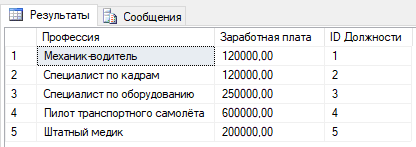 Результаты Сообщения
Профессия Заработная плата ID Должности
1 Механик-водитель 120000,00 1
2 Специалист по кадрам 120000,00 2
3 Специалист по оборудованию 250000,00 3
4 Пилот транспортного самолёта 600000,00 4
5 Штатный медик 200000,00 5